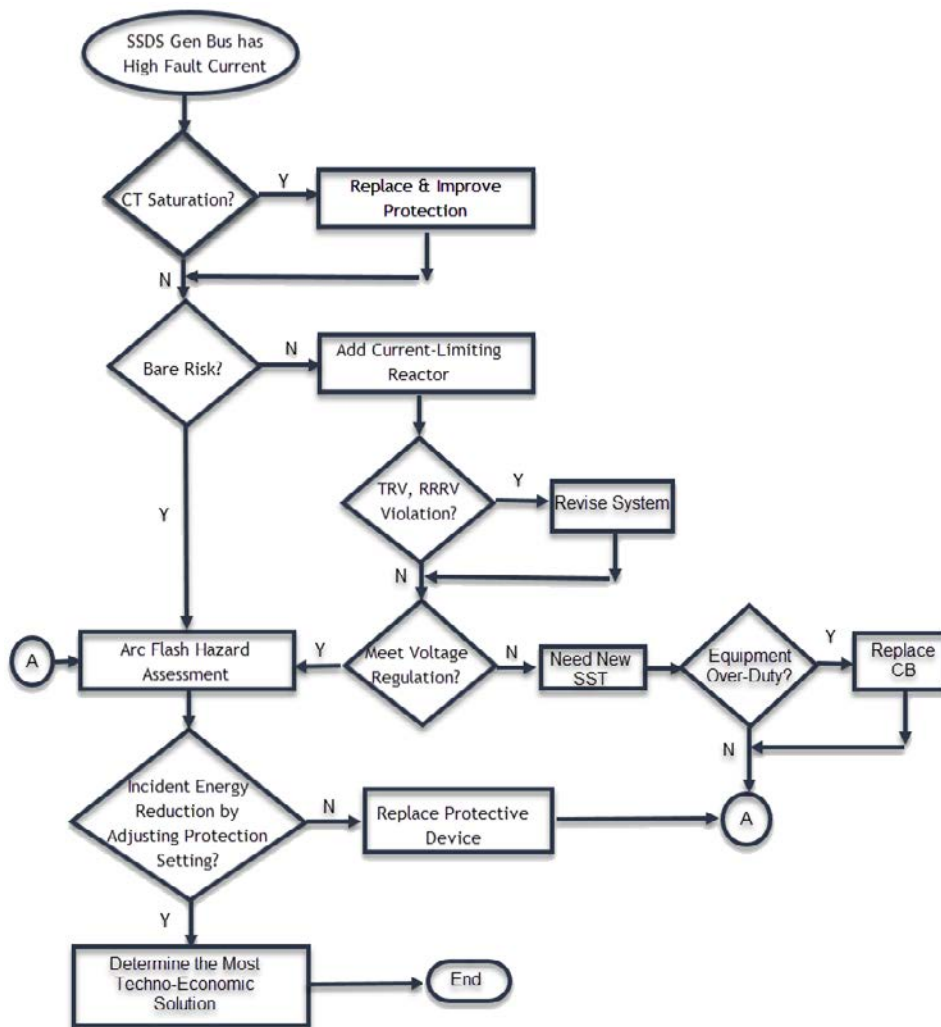 SSDS Gen Bus has
High Fault Current
CT Saturation?
Y
Replace & Improve
Protection
N
Bare Risk?
N
Add Current-Limiting
Reactor
Y
TRV, RRRV
Violation?
Y
Revise System
N
A
Arc Flash Hazard
Assessment
Y
Meet Voltage
Regulation?
N
Need New
SST
Equipment
Over-Duty?
Y
Replace
CB
N
A
Incident Energy
Reduction by
Adjusting Protection
Setting?
N
Replace Protective
Device
Y
Determine the Most
Techno-Economic
Solution
End